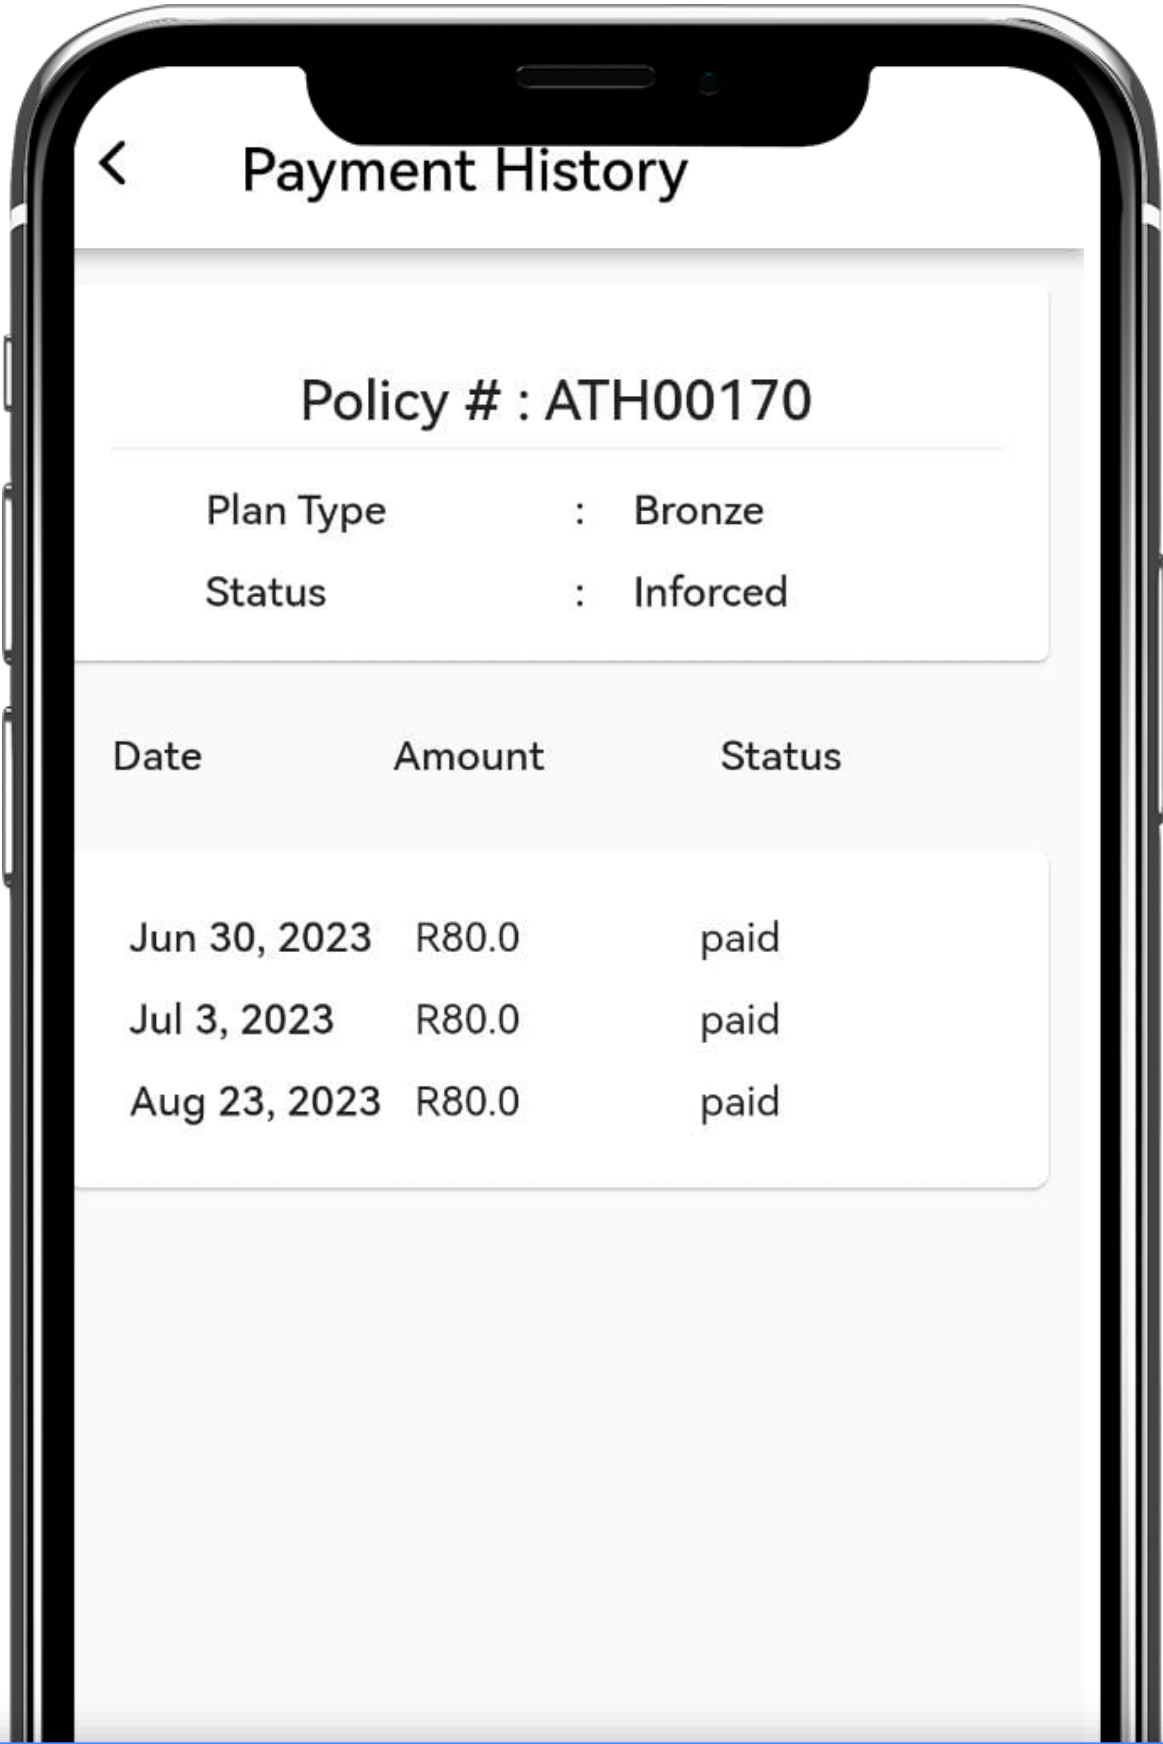 Payment History
Policy # : ATH00170
Plan Type : Bronze
Status : Inforced
Date Amount Status
Jun 30, 2023 R80.0 paid
Jul 3, 2023 R80.0 paid
Aug 23, 2023 R80.0 paid